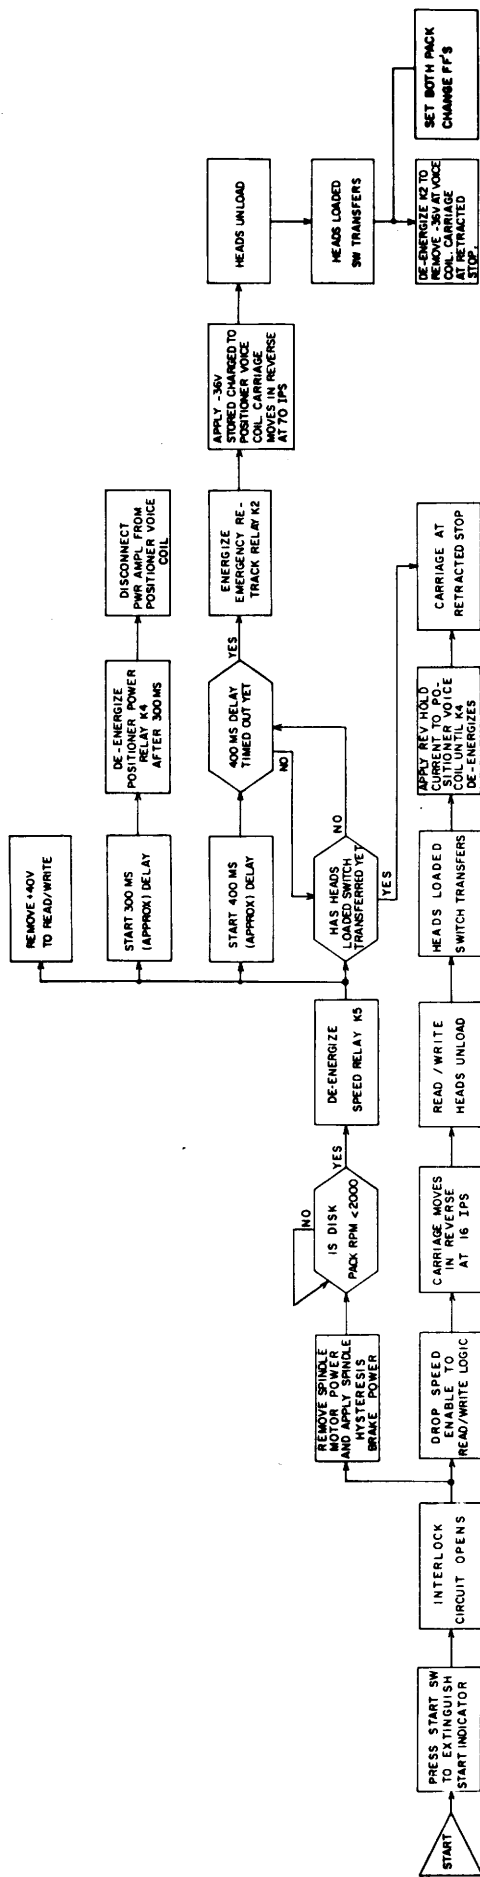 START
PRESS START SW
TO EXTINGUISH
START INDICATOR
INTERLOCK
CIRCUIT OPENS
REMOVE SPINDLE
MOTOR POWER
AND APPLY SPINDLE
HYSTERESIS
BRAKE POWER
IS DISK
PACK RPM <2000
NO
YES
DE-ENERGIZE
SPEED RELAY K5
REMOVE +40V
TO READ/WRITE
START 300 MS
(APPROX) DELAY
DE-ENERGIZE
POSITIONER POWER
RELAY K4
AFTER 300 MS
DISCONNECT
PWR AMPL FROM
POSITIONER VOICE
COIL
START 400 MS
(APPROX) DELAY
400 MS DELAY
TIMED OUT YET
YES
NO
ENERGIZE
EMERGENCY RE-
TRACK RELAY K2
APPLY -36V
STORED CHARGED TO
POSITIONER VOICE
COIL. CARRIAGE
MOVES IN REVERSE
AT 70 IPS
HEADS UNLOAD
HEADS LOADED
SW TRANSFERS
SET BOTH PACK
CHANGE FF'S
DE-ENERGIZE K2 TO
REMOVE -36V AT VOICE
COIL. CARRIAGE
AT RETRACTED
STOP.
HAS HEADS
LOADED SWITCH
TRANSFERRED YET
NO
YES
DROP SPEED
ENABLE TO
READ/WRITE LOGIC
CARRIAGE MOVES
IN REVERSE
AT 16 IPS
READ/WRITE
HEADS UNLOAD
HEADS LOADED
SWITCH TRANSFERS
APPLY REV HOLD
CURRENT TO PO-
SITIONER VOICE
COIL UNTIL K4
DE-ENERGIZES
CARRIAGE AT
RETRACTED STOP